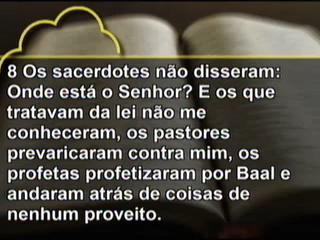 8 Os sacerdotes não disseram:
Onde está o Senhor? E os que
tratavam da lei não me
conheceram, os pastores
prevaricaram contra mim, os
profetas profetizaram por Baal e
andaram atrás de coisas de
nenhum proveito.